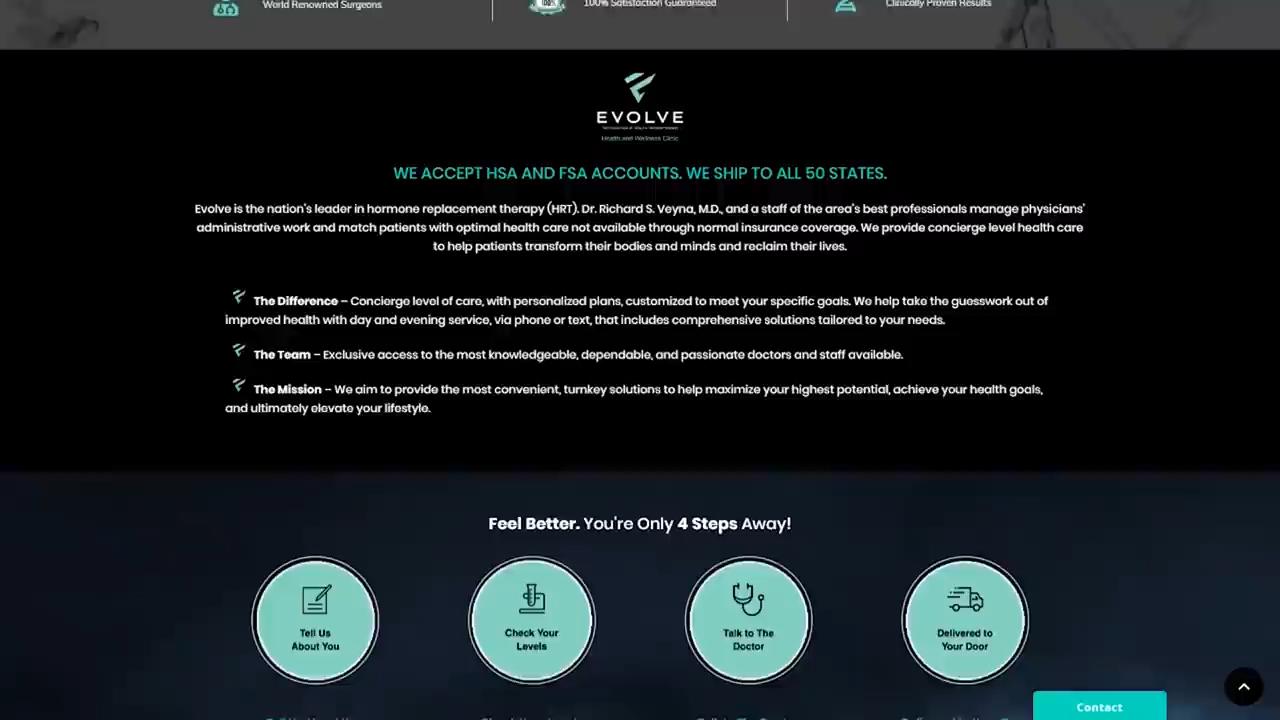 World Renowned Surgeons
100% Satisfaction Guaranteed
Clinically Proven Results
EVOLVE
Health and Wellness Clinic
WE ACCEPT HSA AND FSA ACCOUNTS. WE SHIP TO ALL 50 STATES.
Evolve is the nation's leader in hormone replacement therapy (HRT). Dr. Richard S. Veyna, M.D., and a staff of the area's best professionals manage physicians'
administrative work and match patients with optimal health care not available through normal insurance coverage. We provide concierge level health care
to help patients transform their bodies and minds and reclaim their lives.
The Difference – Concierge level of care, with personalized plans, customized to meet your specific goals. We help take the guesswork out of
improved health with day and evening service, via phone or text, that includes comprehensive solutions tailored to your needs.
The Team – Exclusive access to the most knowledgeable, dependable, and passionate doctors and staff available.
The Mission – We aim to provide the most convenient, turnkey solutions to help maximize your highest potential, achieve your health goals,
and ultimately elevate your lifestyle.
Feel Better. You're Only 4 Steps Away!
Tell Us
About You
Check Your
Levels
Talk to The
Doctor
Delivered to
Your Door
Contact